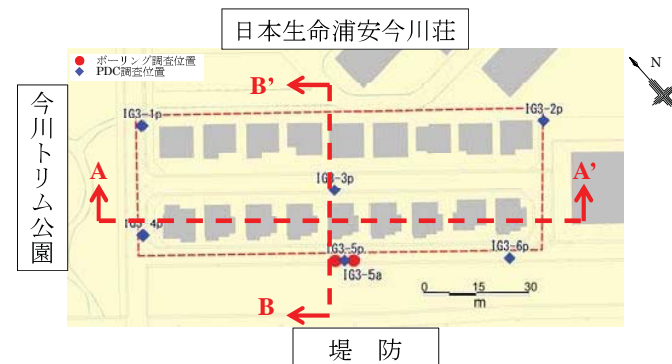 日本生命浦安今川荘
ボーリング調査位置
PDC調査位置
N
今川トリム公園
B'
IG3-1p
IG3-2p
A
A'
IG3-3p
IG3-4p
IG3-5p
IG3-6p
IG3-5a
B
0 15 30
m
堤 防